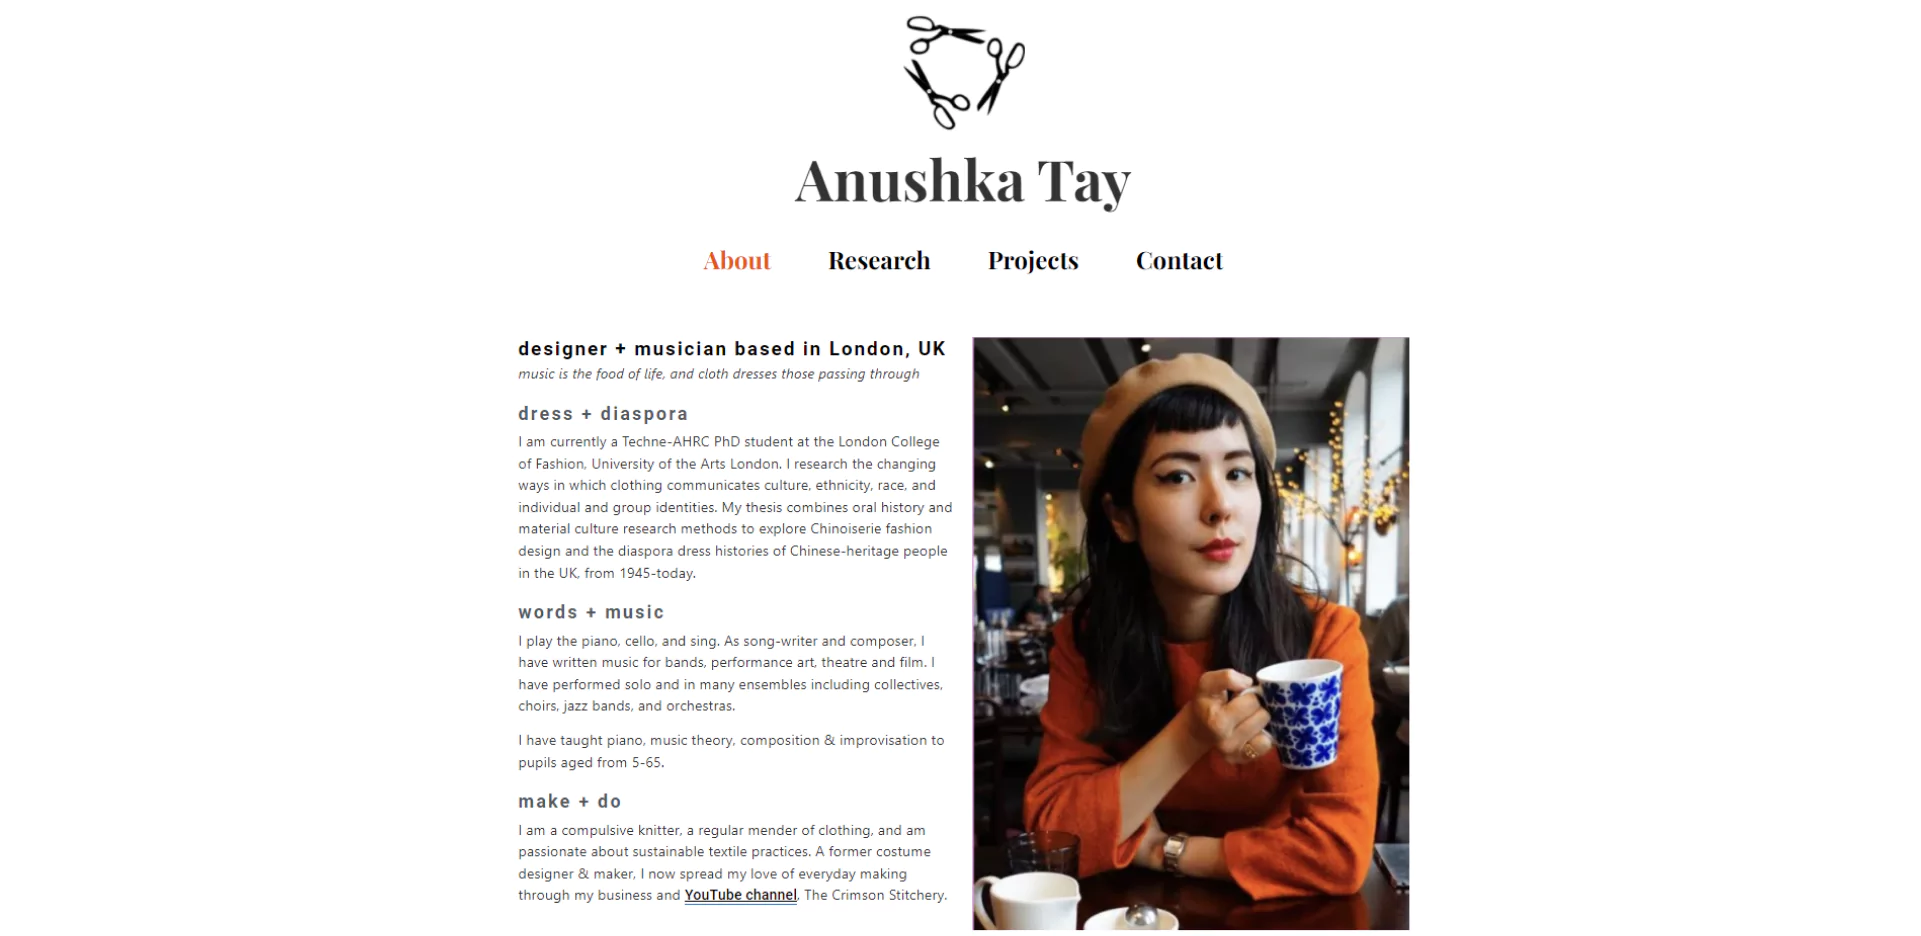 Anushka Tay
About Research Projects Contact
designer + musician based in London, UK
music is the food of life, and cloth dresses those passing through
dress + diaspora
I am currently a Techne-AHRC PhD student at the London College
of Fashion, University of the Arts London. I research the changing
ways in which clothing communicates culture, ethnicity, race, and
individual and group identities. My thesis combines oral history and
material culture research methods to explore Chinoiserie fashion
design and the diaspora dress histories of Chinese-heritage people
in the UK, from 1945-today.
words + music
I play the piano, cello, and sing. As song-writer and composer, I
have written music for bands, performance art, theatre and film. I
have performed solo and in many ensembles including collectives,
choirs, jazz bands, and orchestras.
I have taught piano, music theory, composition & improvisation to
pupils aged from 5-65.
make + do
I am a compulsive knitter, a regular mender of clothing, and am
passionate about sustainable textile practices. A former costume
designer & maker, I now spread my love of everyday making
through my business and YouTube channel, The Crimson Stitchery.